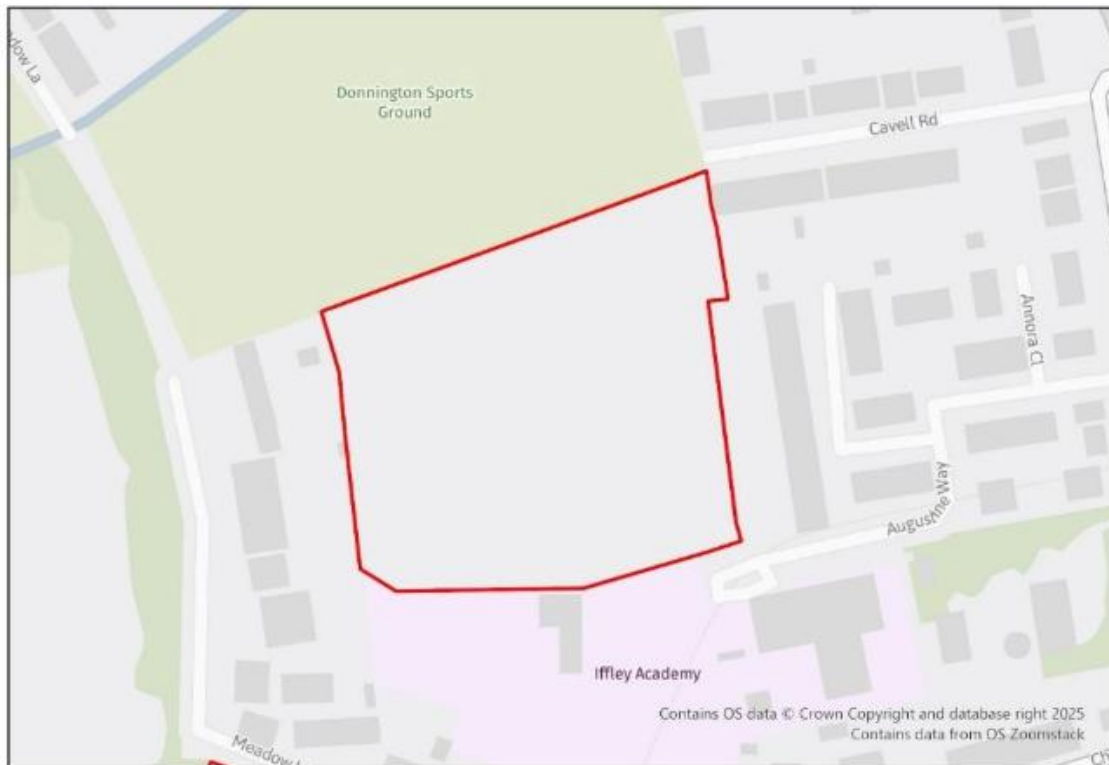 Donnington Sports
Ground
Cavell Rd
Annora Cl
Augustine Way
Iffley Academy
Contains OS data © Crown Copyright and database right 2025
Contains data from OS Zoomstack
Meadow